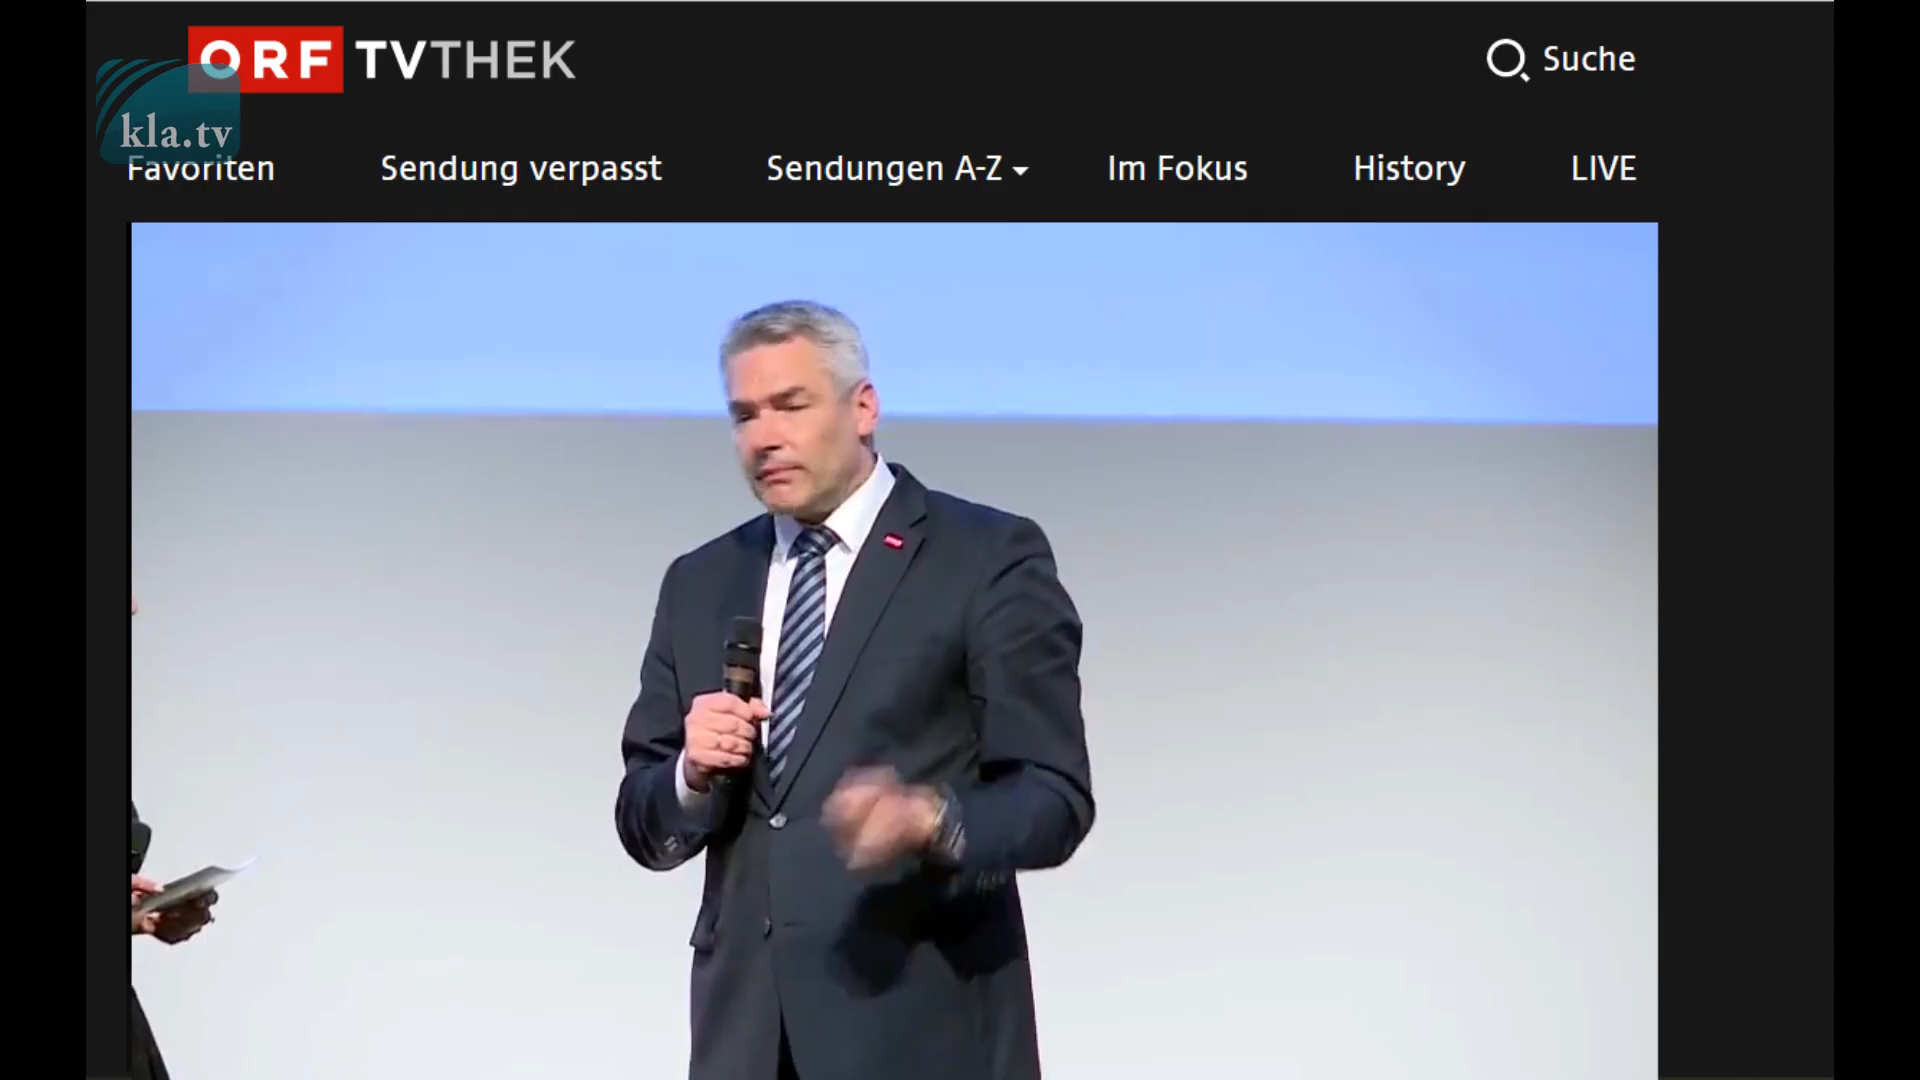 ORF TVTHEK
Suche
kla.tv
Favoriten Sendung verpasst Sendungen A-Z Im Fokus History LIVE